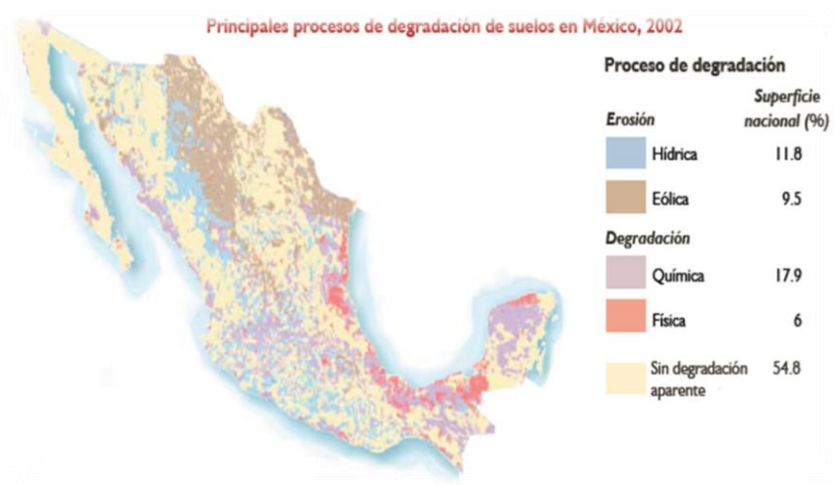 Principales procesos de degradación de suelos en México, 2002
Proceso de degradación
Superficie
nacional (%)
Erosión
Hídrica 11.8
Eólica 9.5
Degradación
Química 17.9
Física 6
Sin degradación 54.8
aparente